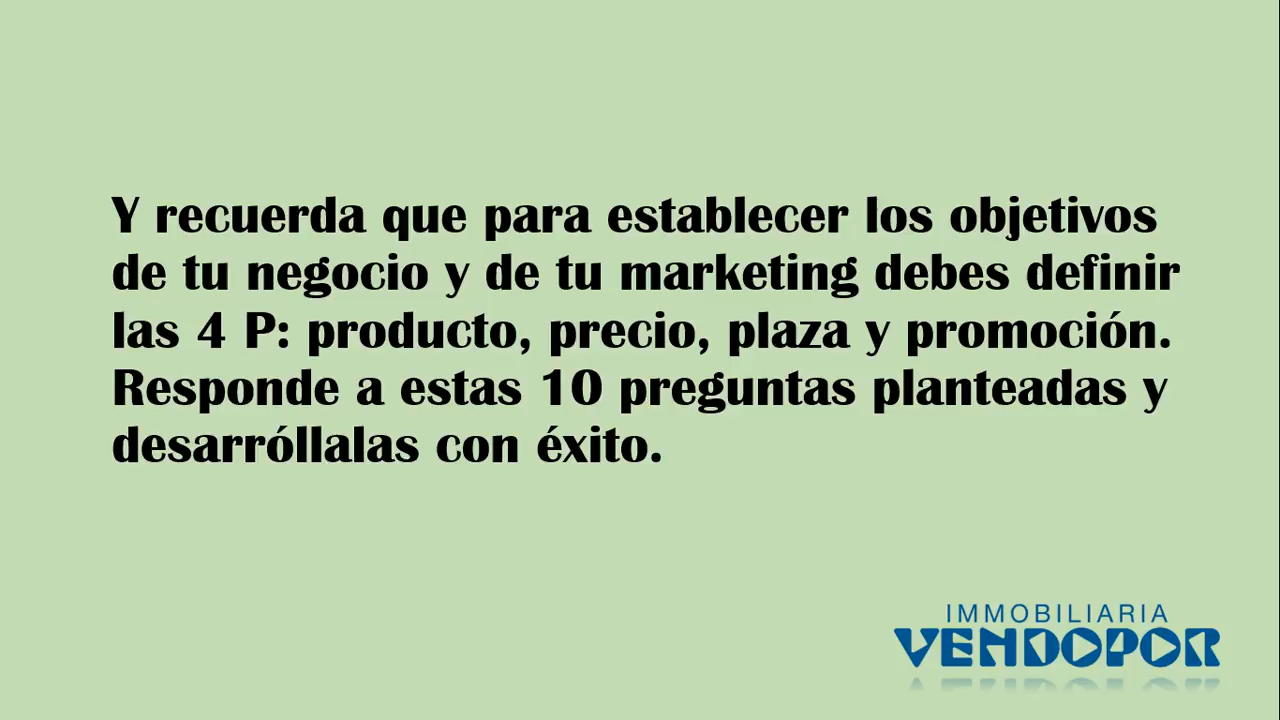 Y recuerda que para establecer los objetivos
de tu negocio y de tu marketing debes definir
las 4 P: producto, precio, plaza y promoción.
Responde a estas 10 preguntas planteadas y
desarróllalas con éxito.
IMMOBILIARIA
VENDOPOR